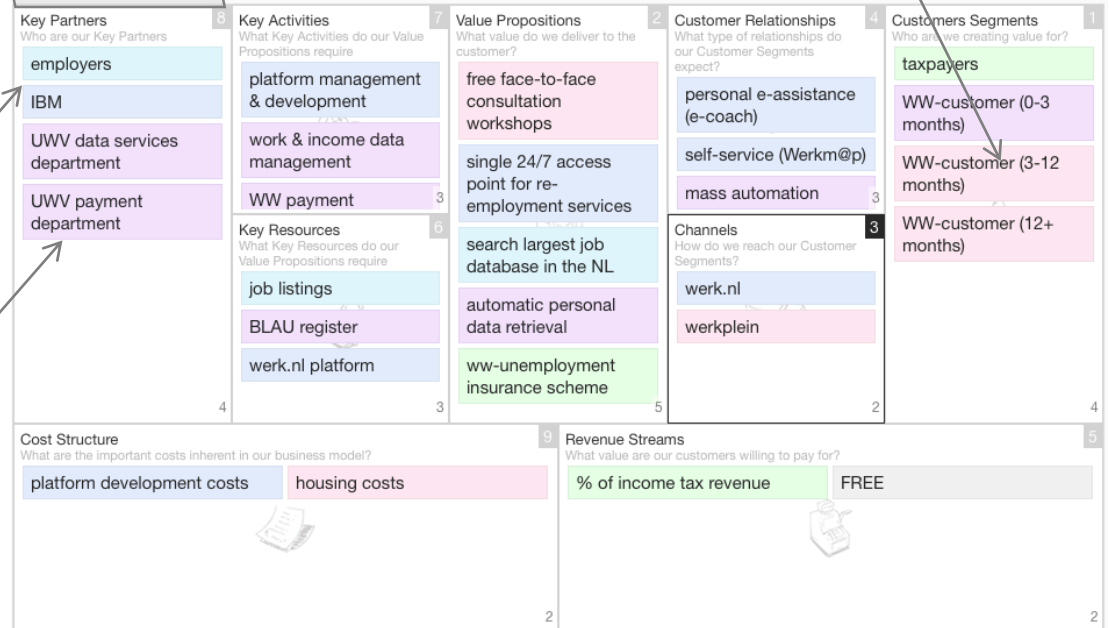 Key Partners
8
Who are our Key Partners
employers
IBM
UWV data services
department
UWV payment
department
4
Key Activities
7
What Key Activities do our Value
Propositions require
platform management
& development
work & income data
management
WW payment
3
Key Resources
6
What Key Resources do our
Value Propositions require
job listings
BLAU register
werk.nl platform
3
Value Propositions
2
What value do we deliver to the
customer?
free face-to-face
consultation
workshops
single 24/7 access
point for re-
employment services
search largest job
database in the NL
automatic personal
data retrieval
ww-unemployment
insurance scheme
5
Customer Relationships
4
What type of relationships do
our Customer Segments
expect?
personal e-assistance
(e-coach)
self-service (Werkm@p)
mass automation
3
Channels
3
How do we reach our Customer
Segments?
werk.nl
werkplein
2
Customers Segments
1
Who are we creating value for?
taxpayers
WW-customer (0-3
months)
WW-customer (3-12
months)
WW-customer (12+
months)
4
Cost Structure
9
What are the important costs inherent in our business model?
platform development costs
housing costs
2
Revenue Streams
5
What value are our customers willing to pay for?
% of income tax revenue
FREE
2